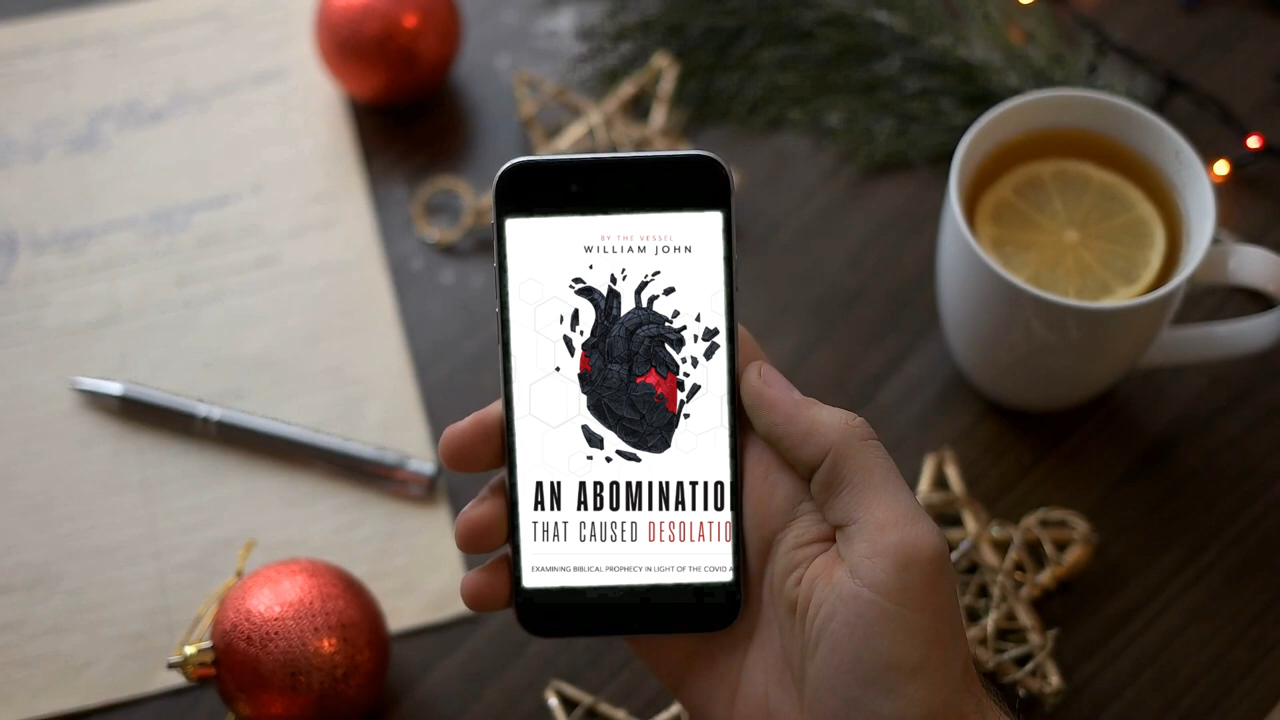 BY THE VESSEL
WILLIAM JOHN
AN ABOMINATIO
THAT CAUSED DESOLATIO
EXAMINING BIBLICAL PROPHECY IN LIGHT OF THE COVID A